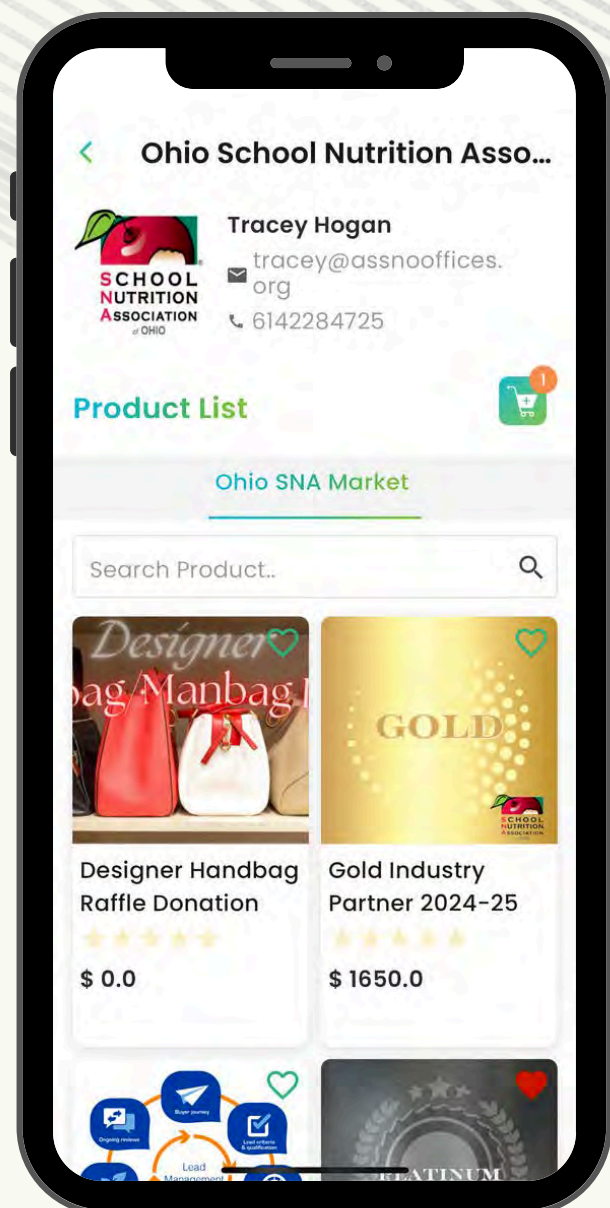 Ohio School Nutrition Asso...
SCHOOL
NUTRITION
ASSOCIATION
of OHIO
Tracey Hogan
tracey@assnooffices.
org
6142284725
Product List
1
Ohio SNA Market
Search Product..
Designer
bag/Manbag
GOLD
SCHOOL
NUTRITION
ASSOCIATION
Designer Handbag
Raffle Donation
$ 0.0
Gold Industry
Partner 2024-25
$ 1650.0
Buyer journey
Ongoing reviews
Lead criteria
& qualification
Lead
Management
PLATINUM